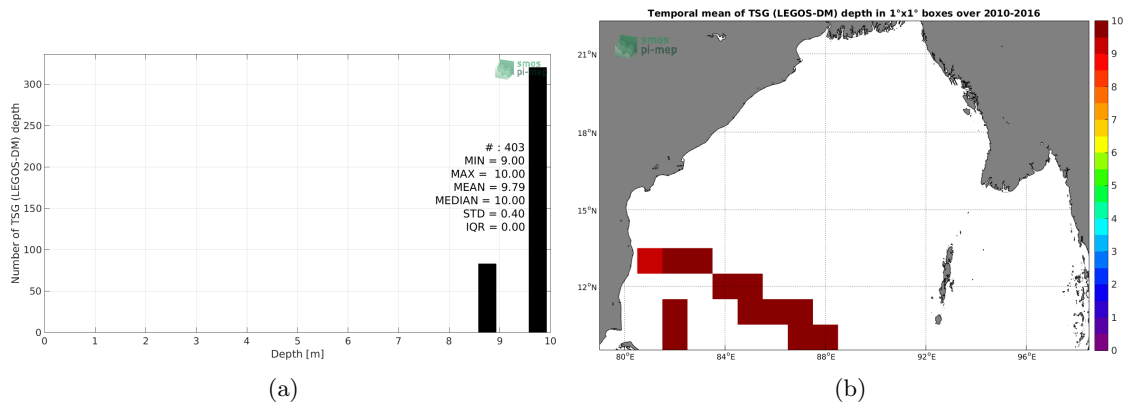 smos
pi-mep
Number of TSG (LEGOS-DM) depth
350
300
250
200
150
100
50
0
# : 403
MIN = 9.00
MAX = 10.00
MEAN = 9.79
MEDIAN = 10.00
STD = 0.40
IQR = 0.00
0 1 2 3 4 5 6 7 8 9 10
Depth [m]
(a)
Temporal mean of TSG (LEGOS-DM) depth in 1°x1° boxes over 2010-2016
smos
pi-mep
21°N
18°N
15°N
12°N
80°E 84°E 88°E 92°E 96°E
10
9
8
7
6
5
4
3
2
1
0
(b)